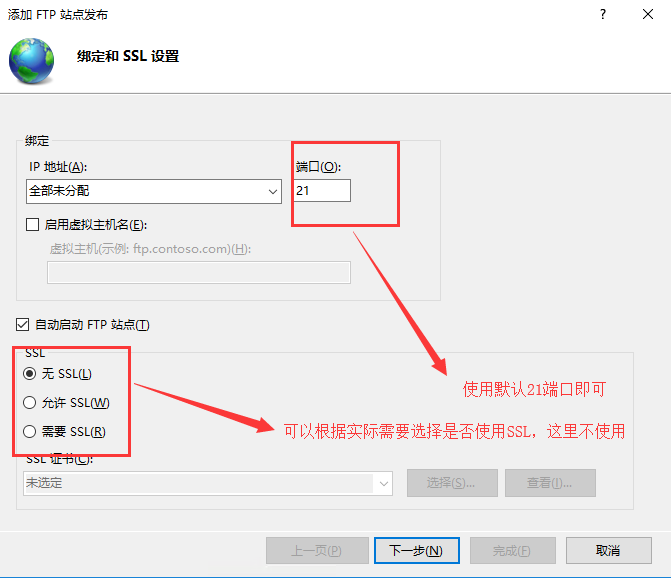 添加 FTP 站点发布
?
绑定和 SSL 设置
绑定
IP 地址(A): 端口(O):
全部未分配 21
启用虚拟主机名(E):
虚拟主机(示例: ftp.contoso.com)(H):
自动启动 FTP 站点(T)
SSL
无 SSL(L)
允许 SSL(W)
使用默认21端口即可
需要 SSL(R)
可以根据实际需要选择是否使用SSL，这里不使用
SSL 证书(C):
未选定 选择(S)... 查看(I)...
上一页(P) 下一步(N) 完成(F) 取消